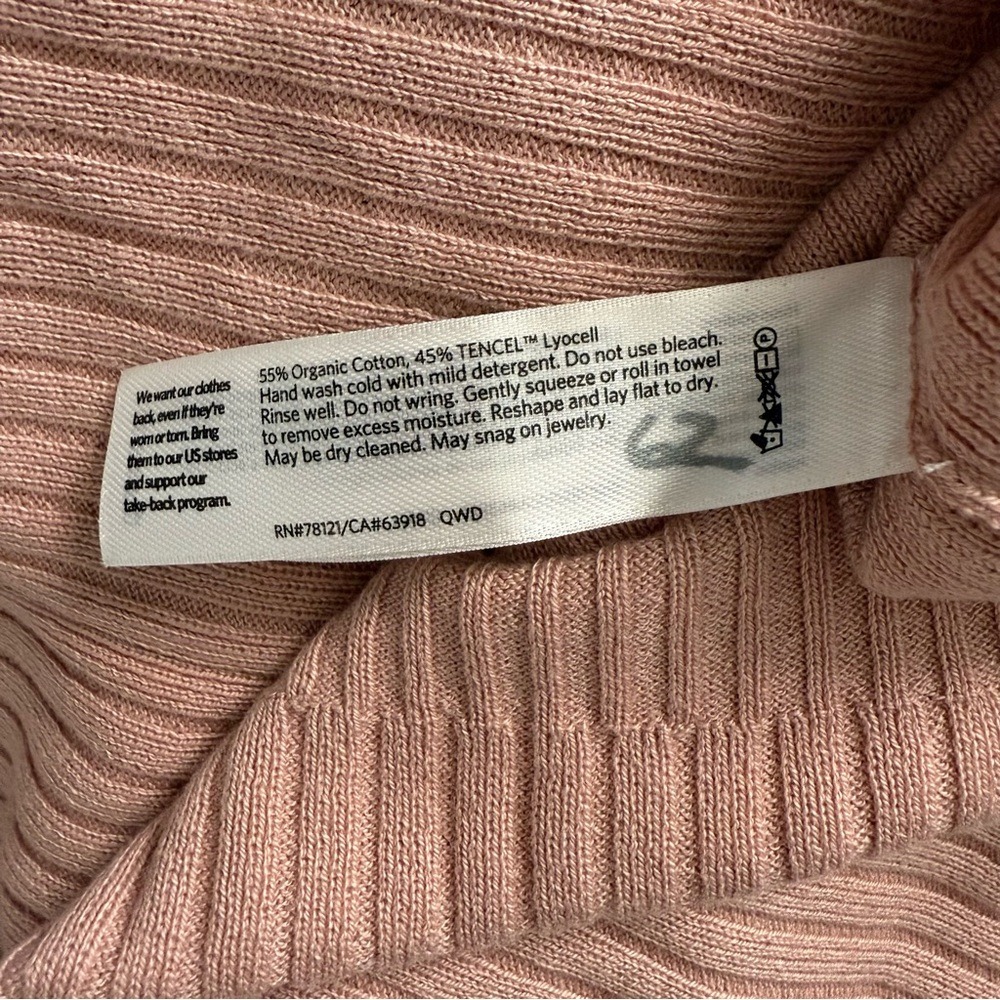 We want our clothes
back, even if they're
worn or torn. Bring
them to our US stores
and support our
take-back program.
55% Organic Cotton, 45% TENCEL™ Lyocell
Hand wash cold with mild detergent. Do not use bleach.
Rinse well. Do not wring. Gently squeeze or roll in towel
to remove excess moisture. Reshape and lay flat to dry.
May be dry cleaned. May snag on jewelry.
RN#78121/CA#63918 QWD
P